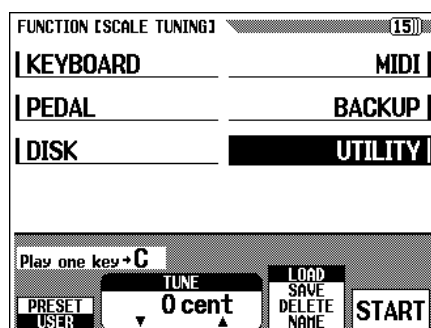 FUNCTION [SCALE TUNING] 15
KEYBOARD MIDI
PEDAL BACKUP
DISK UTILITY
Play one key→C
TUNE
0 cent
▼ ▲
PRESET
USER
LOAD
SAVE
DELETE
NAME
START